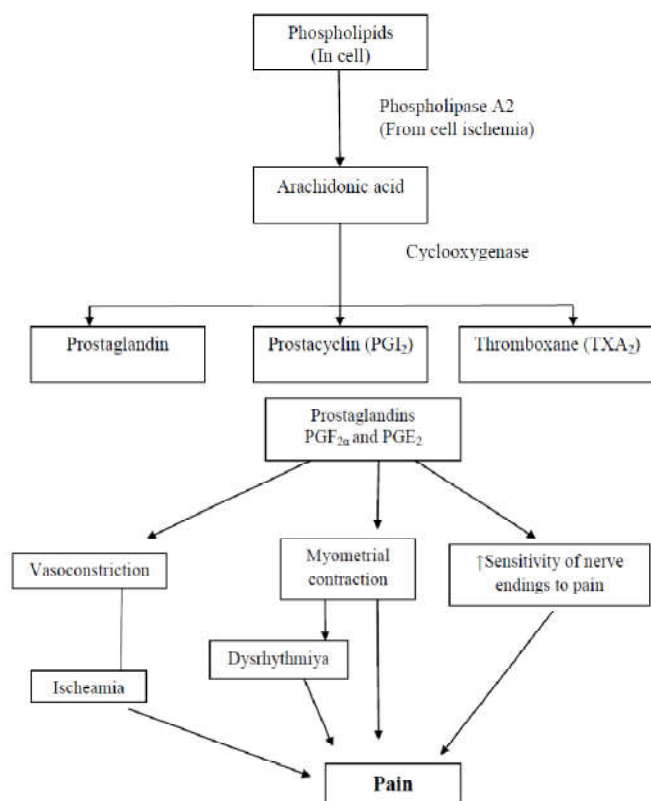 Phospholipids
(In cell)
Phospholipase A2
(From cell ischemia)
Arachidonic acid
Cyclooxygenase
Prostaglandin
Prostacyclin (PGI₂)
Thromboxane (TXA₂)
Prostaglandins
PGF₂α and PGE₂
Vasoconstriction
Myometrial
contraction
↑Sensitivity of nerve
endings to pain
Dysrhythmiya
Ischeamia
Pain